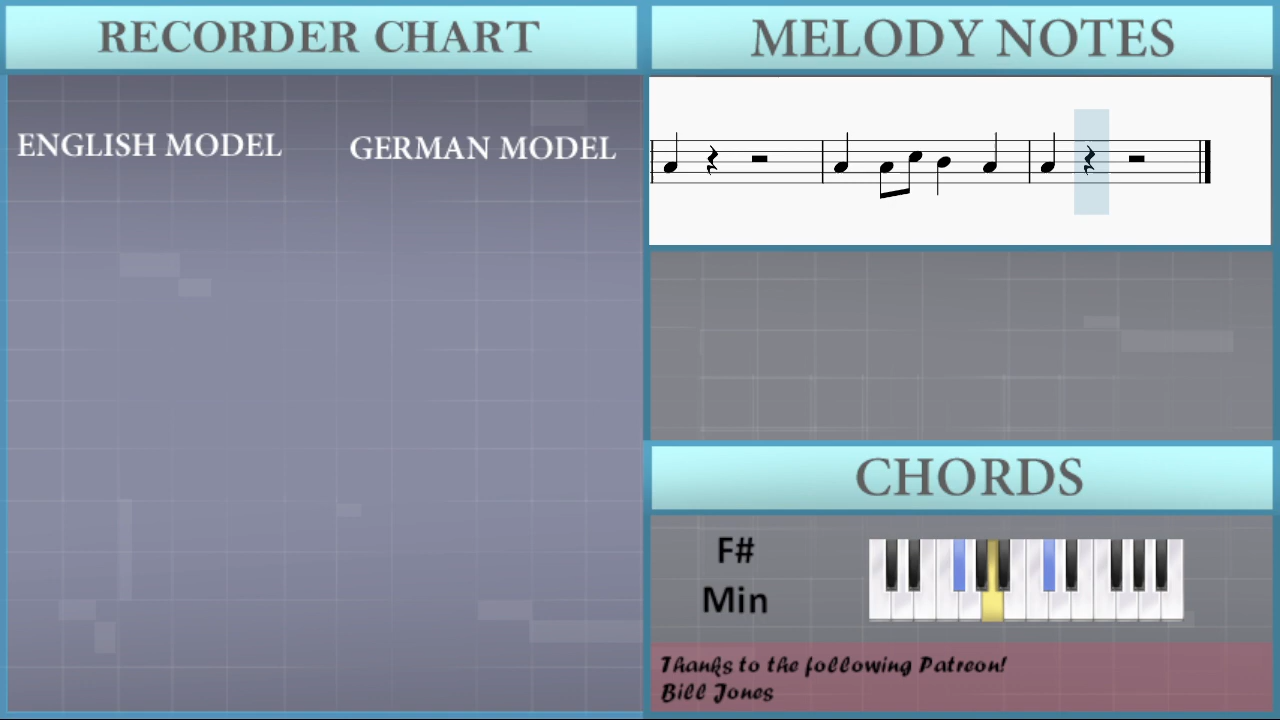 RECORDER CHART
MELODY NOTES
ENGLISH MODEL
GERMAN MODEL
CHORDS
F#
Min
Thanks to the following Patreon!
Bill Jones